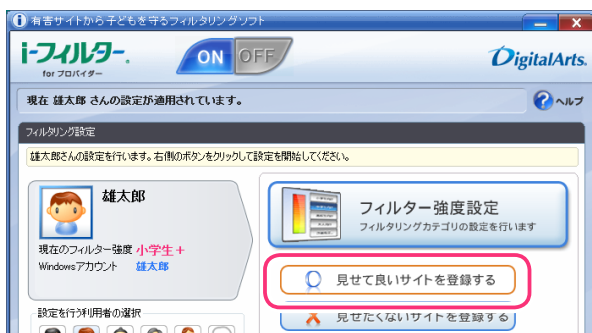 有害サイトから子どもを守るフィルタリングソフト
i-フィルター®
for プロバイダー
ON OFF
DigitalArts.
現在 雄太郎 さんの設定が適用されています。
ヘルプ
フィルタリング設定
雄太郎さんの設定を行います。右側のボタンをクリックして設定を開始してください。
雄太郎
現在のフィルター強度 小学生+
Windowsアカウント 雄太郎
フィルター強度設定
フィルタリングカテゴリの設定を行います
見せて良いサイトを登録する
設定を行う利用者の選択
見せたくないサイトを登録する